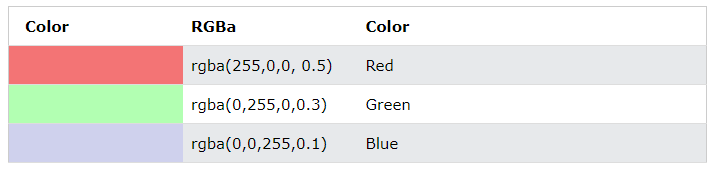 Color RGBa Color
rgba(255,0,0, 0.5) Red
rgba(0,255,0,0.3) Green
rgba(0,0,255,0.1) Blue